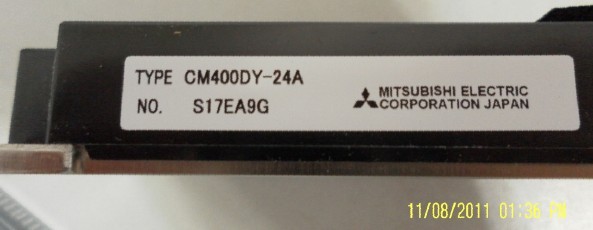 TYPE CM400DY-24A
NO. S17EA9G
MITSUBISHI ELECTRIC
CORPORATION JAPAN
11/08/2011 01:36 PM